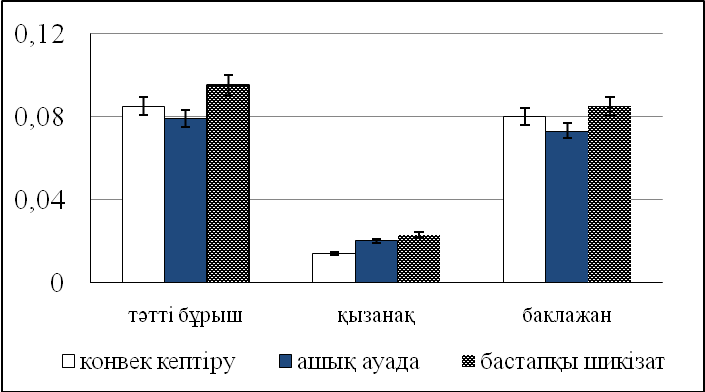 0,12
0,08
0,04
0
тәтті бұрыш қызанақ баклажан
конвек кептіру ашық ауада бастапқы шикізат